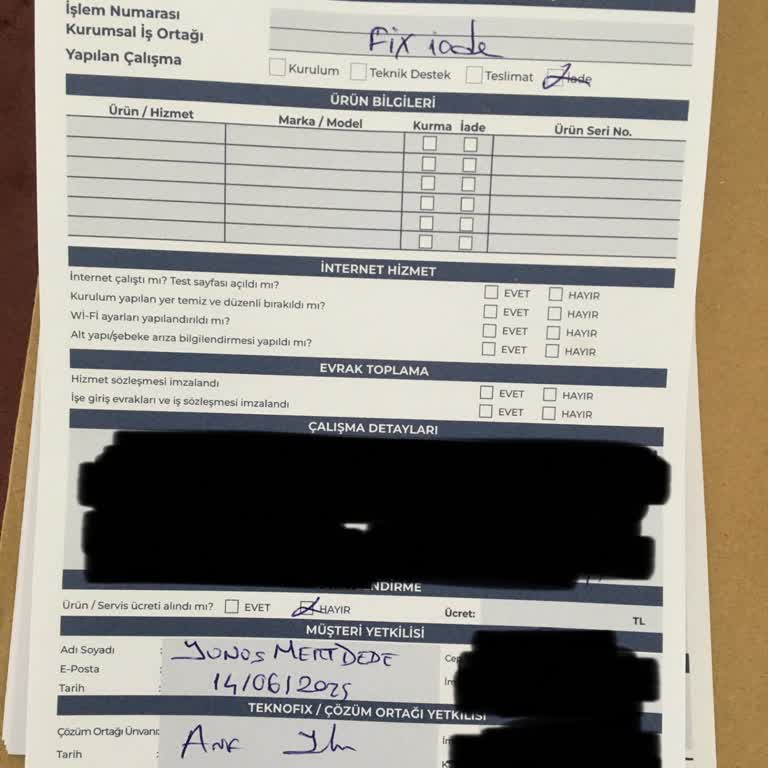 İşlem Numarası
Kurumsal İş Ortağı Fix iade
Yapılan Çalışma Kurulum Teknik Destek Teslimat İade
ÜRÜN BİLGİLERİ
Ürün / Hizmet Marka / Model Kurma İade Ürün Seri No.
İNTERNET HİZMET
İnternet çalıştı mı? Test sayfası açıldı mı? EVET HAYIR
Kurulum yapılan yer temiz ve düzenli bırakıldı mı? EVET HAYIR
Wi-Fi ayarları yapılandırıldı mı? EVET HAYIR
Alt yapı/şebeke arıza bilgilendirmesi yapıldı mı? EVET HAYIR
EVRAK TOPLAMA
Hizmet sözleşmesi imzalandı EVET HAYIR
İşe giriş evrakları ve iş sözleşmesi imzalandı EVET HAYIR
ÇALIŞMA DETAYLARI
NDİRME
Ürün / Servis ücreti alındı mı? EVET HAYIR Ücret: TL
MÜŞTERİ YETKİLİSİ
Adı Soyadı : YUNUS MERT DEDE
E-Posta :
Tarih : 14/06/2025
TEKNOFIX / ÇÖZÜM ORTAĞI YETKİLİSİ
Çözüm Ortağı Ünvanı:
Tarih :